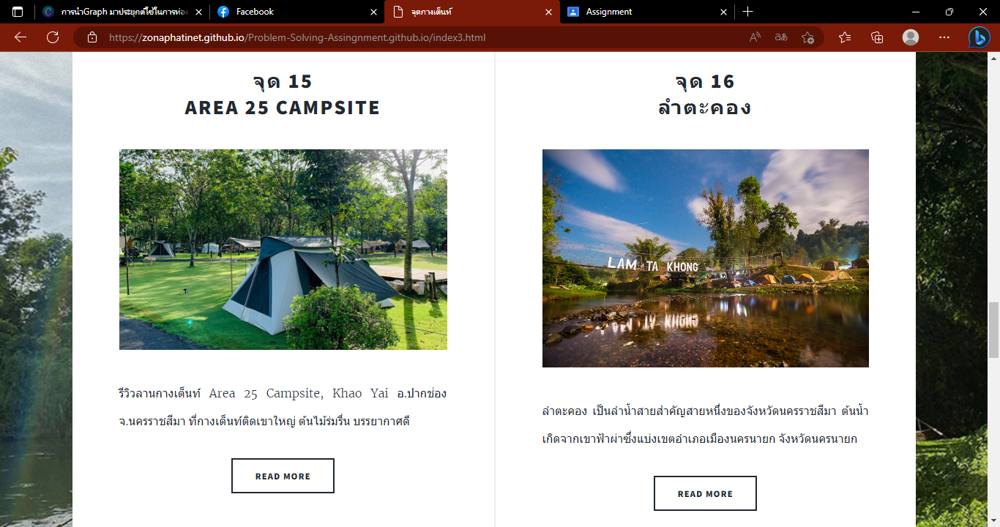 การนำGraph มาประยุกต์ใช้ในการท่อง
Facebook
จุดกางเต็นท์
Assignment
https://zonaphatinet.github.io/Problem-Solving-Assingnment.github.io/index3.html
จุด 15
AREA 25 CAMPSITE
รีวิวลานกางเต็นท์ Area 25 Campsite, Khao Yai อ.ปากช่อง
จ.นครราชสีมา ที่กางเต็นท์ติดเขาใหญ่ ต้นไม้ร่มรื่น บรรยากาศดี
READ MORE
จุด 16
ลำตะคอง
LAM TA KHONG
ลำตะคอง เป็นลำน้ำสายสำคัญสายหนึ่งของจังหวัดนครราชสีมา ต้นน้ำ
เกิดจากเขาฟ้าผ่าซึ่งแบ่งเขตอำเภอเมืองนครนายก จังหวัดนครนายก
READ MORE